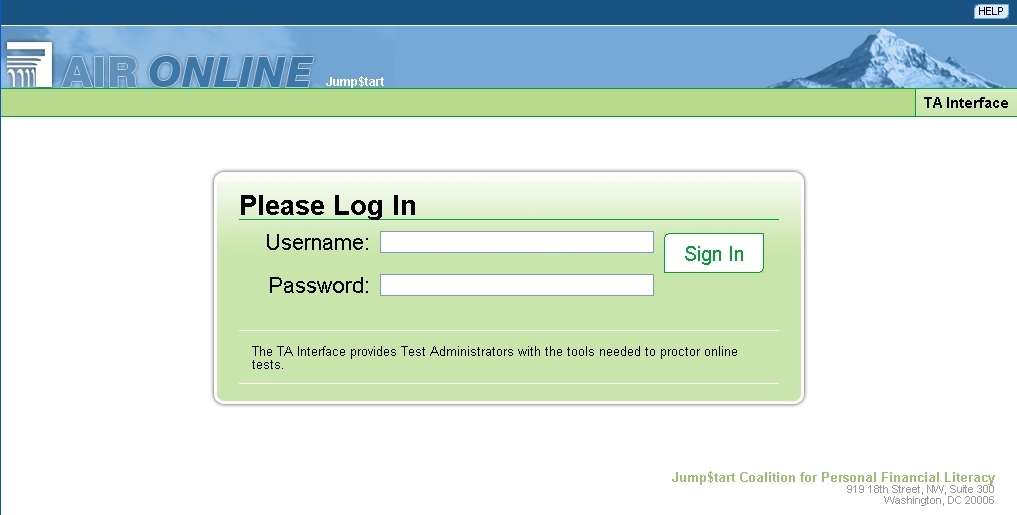 HELP
AIR ONLINE Jump$tart
TA Interface
Please Log In
Username:
Sign In
Password:
The TA Interface provides Test Administrators with the tools needed to proctor online
tests.
Jump$tart Coalition for Personal Financial Literacy
919 18th Street, NW, Suite 300
Washington, DC 20006